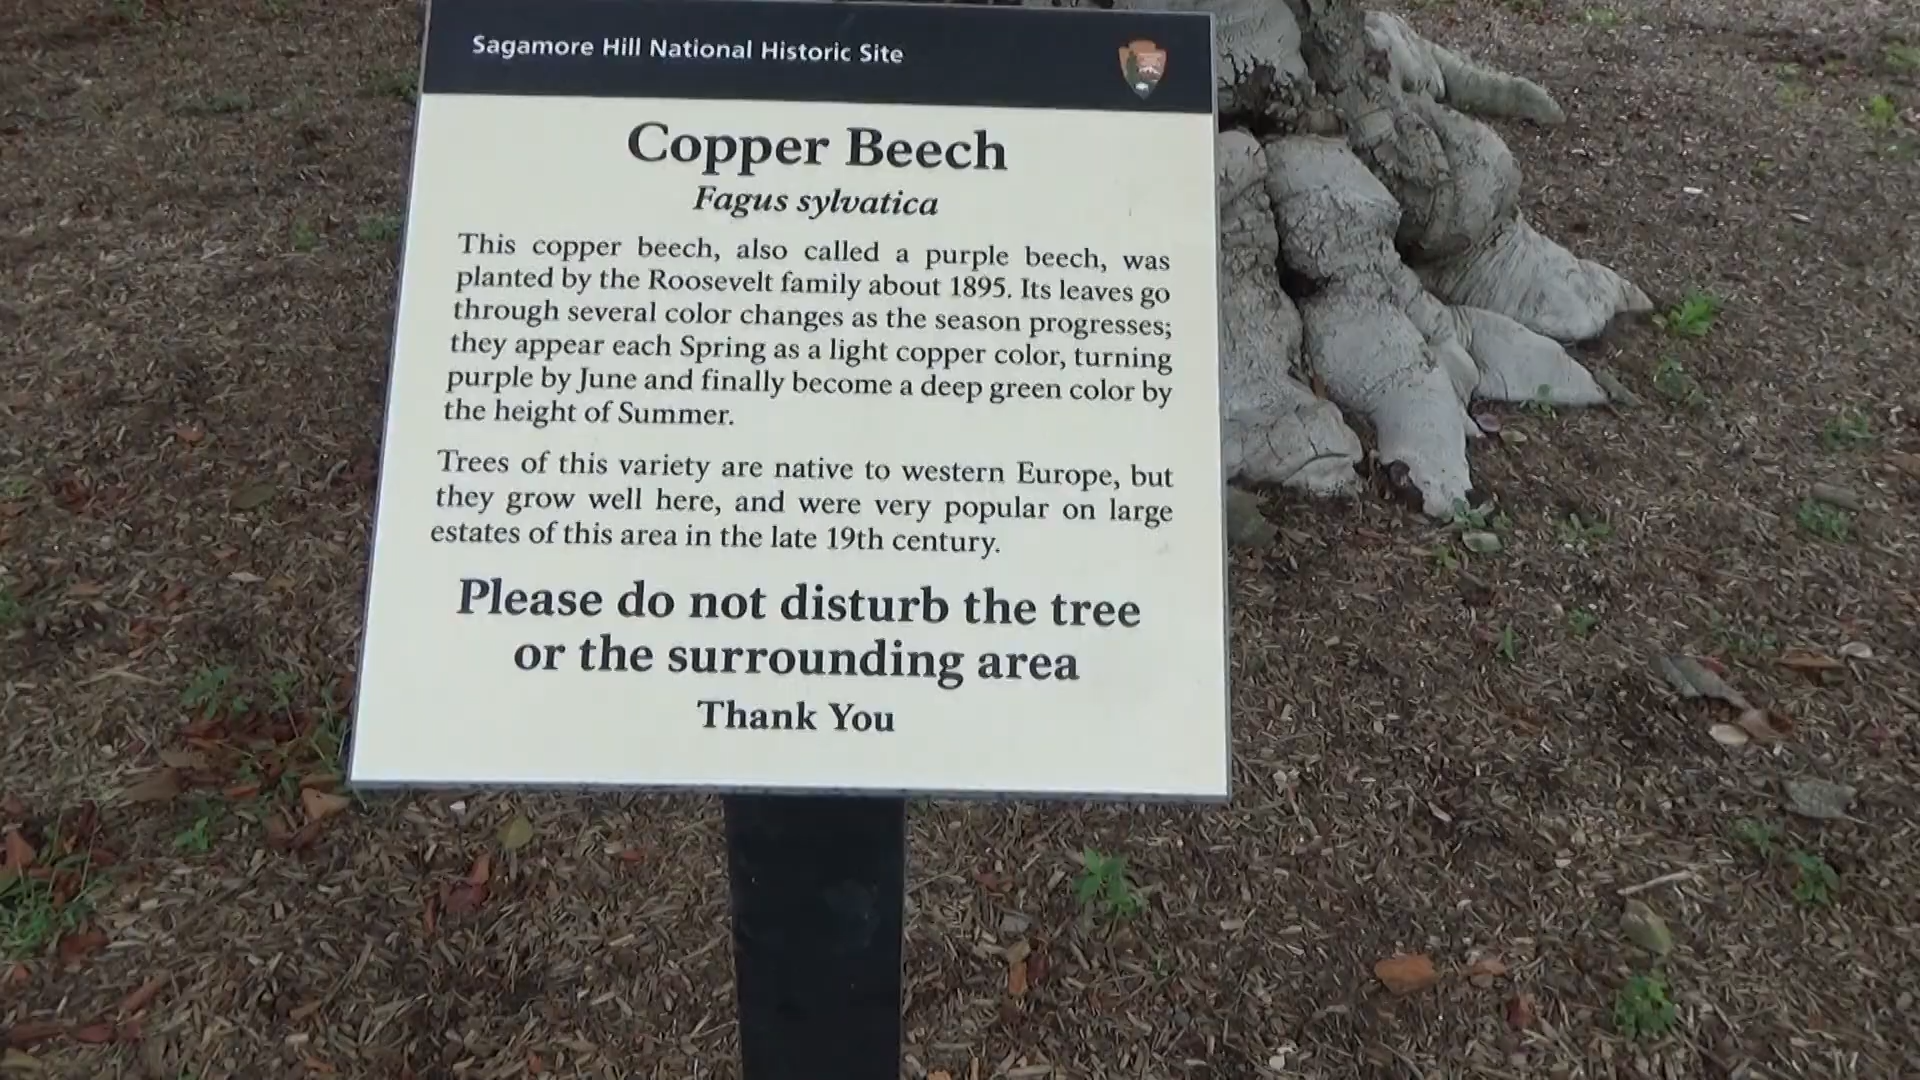 Sagamore Hill National Historic Site
Copper Beech
Fagus sylvatica
This copper beech, also called a purple beech, was
planted by the Roosevelt family about 1895. Its leaves go
through several color changes as the season progresses;
they appear each Spring as a light copper color, turning
purple by June and finally become a deep green color by
the height of Summer.
Trees of this variety are native to western Europe, but
they grow well here, and were very popular on large
estates of this area in the late 19th century.
Please do not disturb the tree
or the surrounding area
Thank You